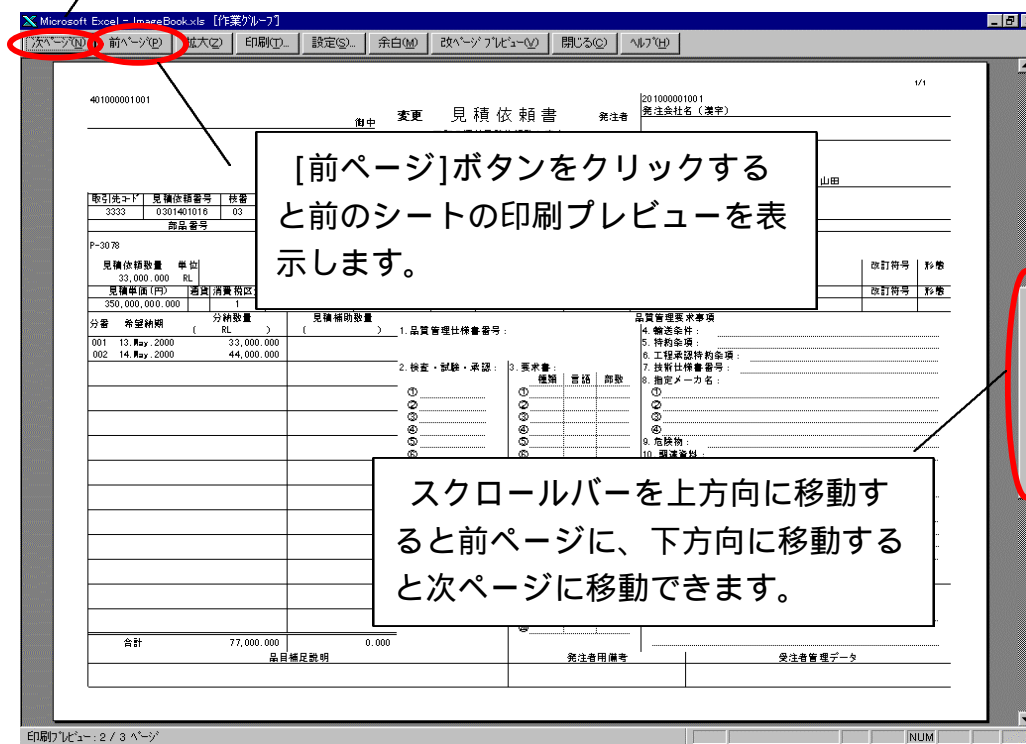 Microsoft Excel - ImageBook.xls [作業ｸﾞﾙｰﾌﾟ]
次ﾍﾟｰｼﾞ(N) 前ﾍﾟｰｼﾞ(P) 拡大(Z) 印刷(T)... 設定(S)... 余白(M) 改ﾍﾟｰｼﾞ ﾌﾟﾚﾋﾞｭｰ(V) 閉じる(C) ﾍﾙﾌﾟ(H)
1/1
401000001001
御中
変更 見積依頼書 発注者
201000001001
発注会社名（漢字）
山田
[前ページ]ボタンをクリックする
と前のシートの印刷プレビューを表
示します。
取引先ｺｰﾄﾞ 見積依頼番号 枝番
3333 0301401016 03
部品番号
P-3078
見積依頼数量 単位 改訂符号 形態
33,000.000 RL
見積単価(円) 通貨 消費税区 改訂符号 形態
350,000,000.000 1
分番 希望納期 分納数量 ( RL ) 見積補助数量 ( )
001 13.May.2000 33,000.000
002 14.May.2000 44,000.000
品質管理要求事項
1.品質管理仕様書番号：
2.検査・試験・承認：
①
②
③
④
⑤
⑥
3.要求書：
種類 言語 部数
①
②
③
④
⑤
⑥
4.輸送条件：
5.特約条項：
6.工程承認特約条項：
7.技術仕様書番号：
8.指定メーカ名：
①
②
③
④
9.危険物：
10.調達資料：
スクロールバーを上方向に移動す
ると前ページに、下方向に移動する
と次ページに移動できます。
合計 77,000.000 0.000
品目補足説明 発注者用備考 受注者管理データ
印刷ﾌﾟﾚﾋﾞｭｰ: 2 / 3 ﾍﾟｰｼﾞ NUM